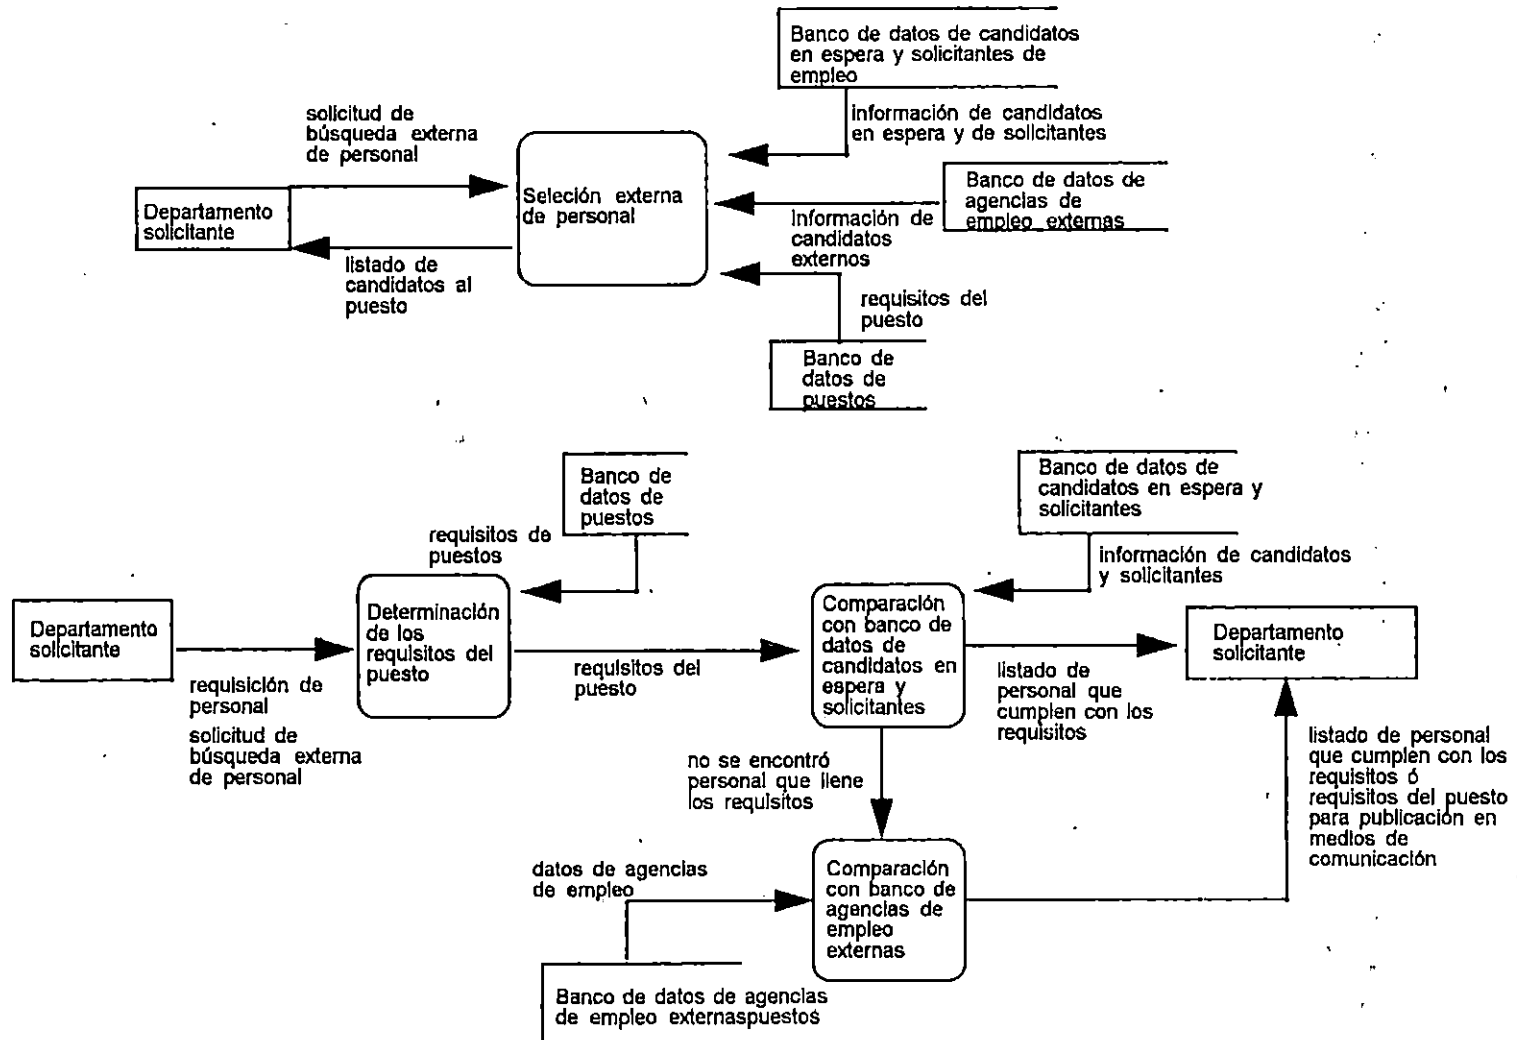 Banco de datos de candidatos
en espera y solicitantes de
empleo
solicitud de
búsqueda externa
de personal
información de candidatos
en espera y de solicitantes
Departamento
solicitante
Seleción externa
de personal
Banco de datos de
agencias de
empleo externas
Información de
candidatos
externos
listado de
candidatos al
puesto
requisitos del
puesto
Banco de
datos de
puestos
Banco de
datos de
puestos
Banco de datos de
candidatos en espera y
solicitantes
requisitos de
puestos
información de candidatos
y solicitantes
Departamento
solicitante
Determinación
de los
requisitos del
puesto
Comparación
con banco de
datos de
candidatos en
espera y
solicitantes
Departamento
solicitante
requisición de
personal
solicitud de
búsqueda externa
de personal
requisitos del
puesto
listado de
personal que
cumplen con los
requisitos
no se encontró
personal que llene
los requisitos
listado de personal
que cumplen con los
requisitos ó
requisitos del puesto
para publicación en
medios de
comunicación
datos de agencias
de empleo
Comparación
con banco de
agencias de
empleo
externas
Banco de datos de agencias
de empleo externaspuestos